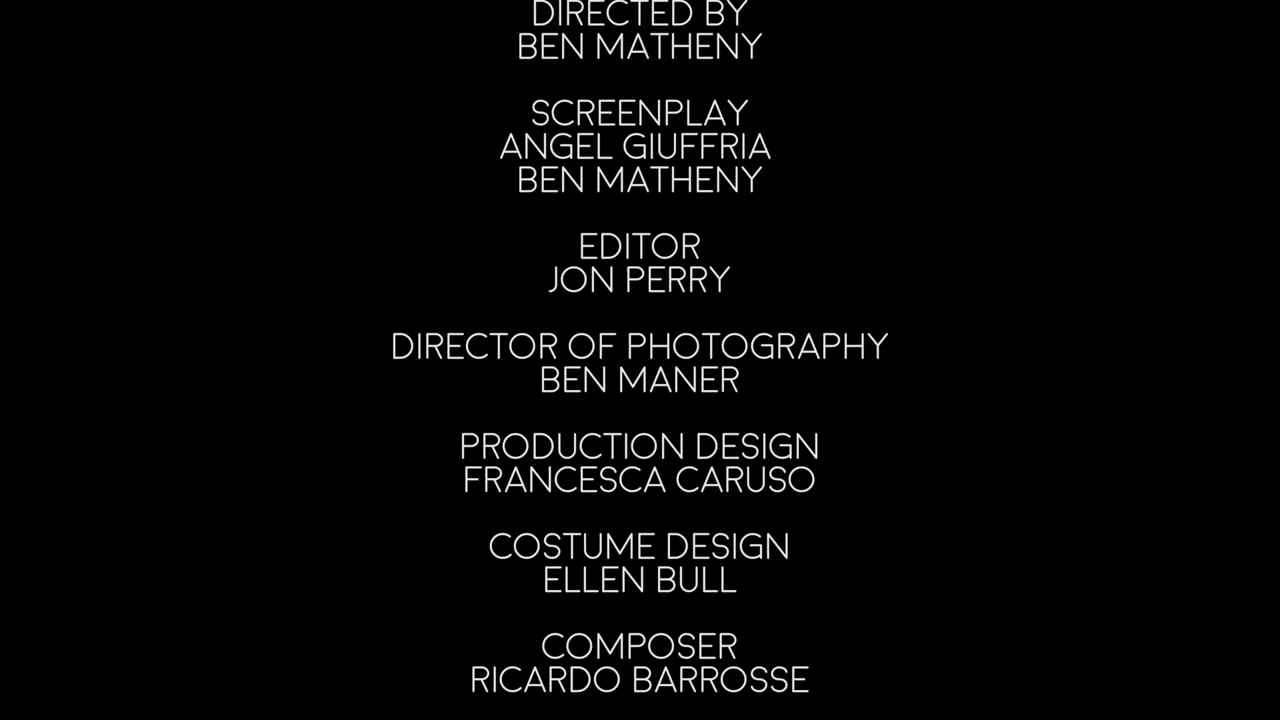 DIRECTED BY
BEN MATHENY
SCREENPLAY
ANGEL GIUFFRIA
BEN MATHENY
EDITOR
JON PERRY
DIRECTOR OF PHOTOGRAPHY
BEN MANER
PRODUCTION DESIGN
FRANCESCA CARUSO
COSTUME DESIGN
ELLEN BULL
COMPOSER
RICARDO BARROSSE